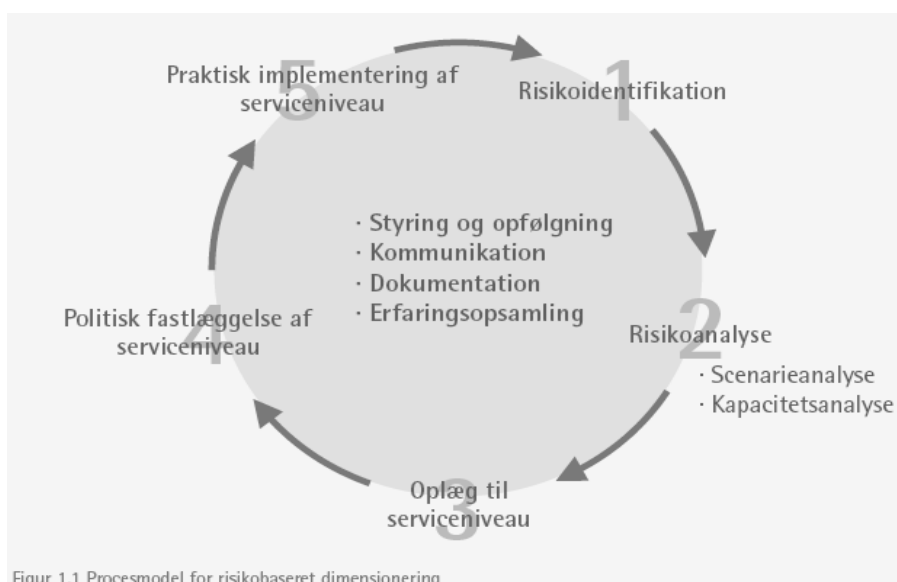 1
Risikoidentifikation
2
Risikoanalyse
· Scenarieanalyse
· Kapacitetsanalyse
3
Oplæg til
serviceniveau
4
Politisk fastlæggelse af
serviceniveau
5
Praktisk implementering af
serviceniveau
· Styring og opfølgning
· Kommunikation
· Dokumentation
· Erfaringsopsamling
Figur 1.1 Procesmodel for risikobaseret dimensionering